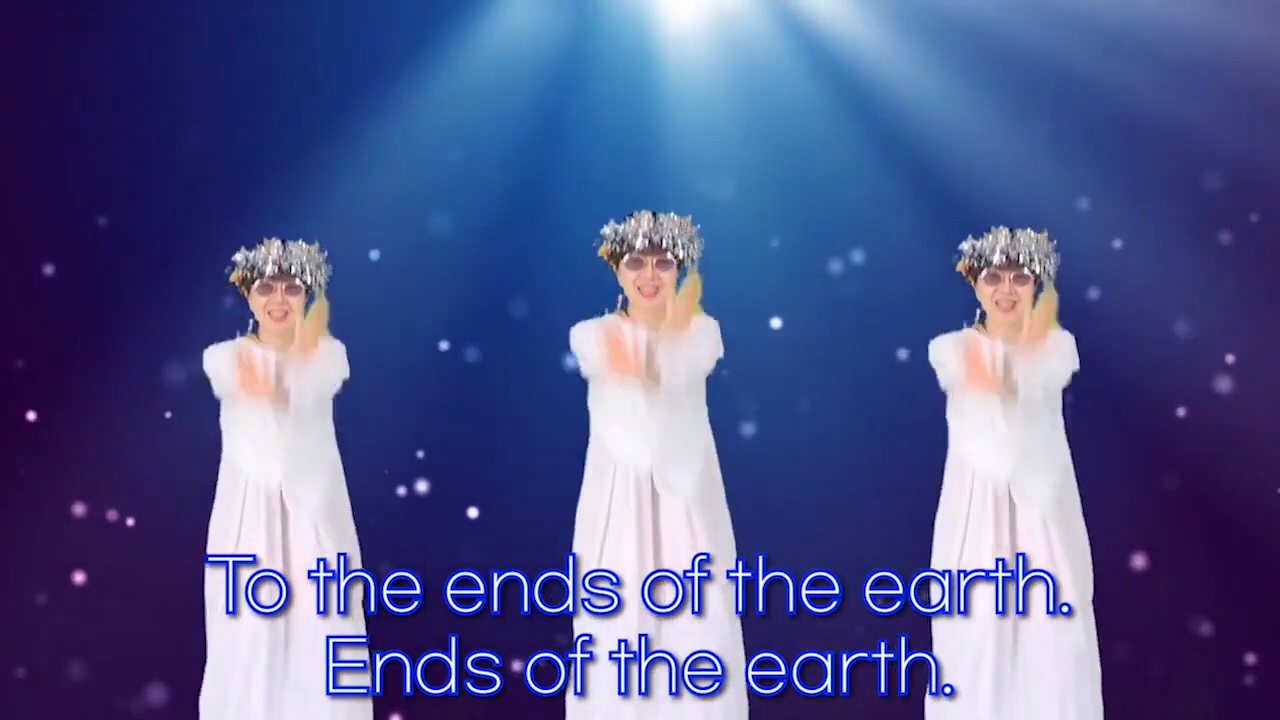 To the ends of the earth.
Ends of the earth.